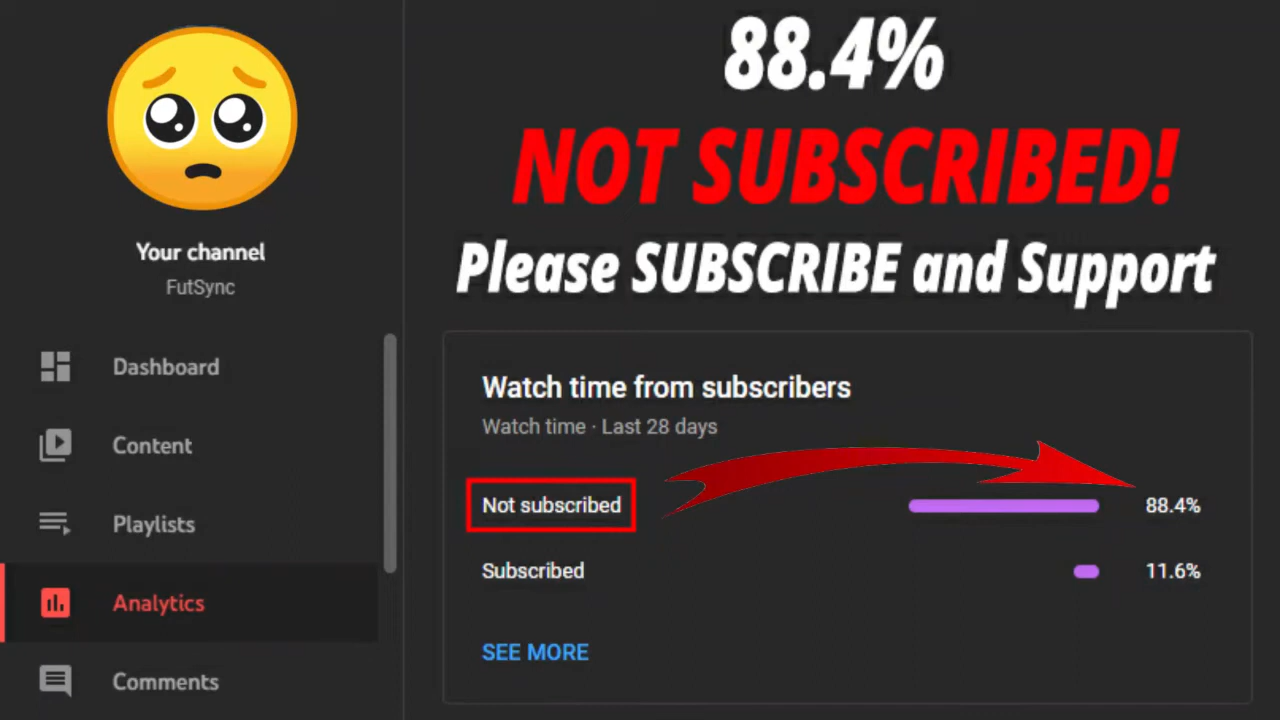 88.4%
NOT SUBSCRIBED!
Please SUBSCRIBE and Support
Your channel
FutSync
Dashboard
Content
Playlists
Analytics
Comments
Watch time from subscribers
Watch time · Last 28 days
Not subscribed 88.4%
Subscribed 11.6%
SEE MORE